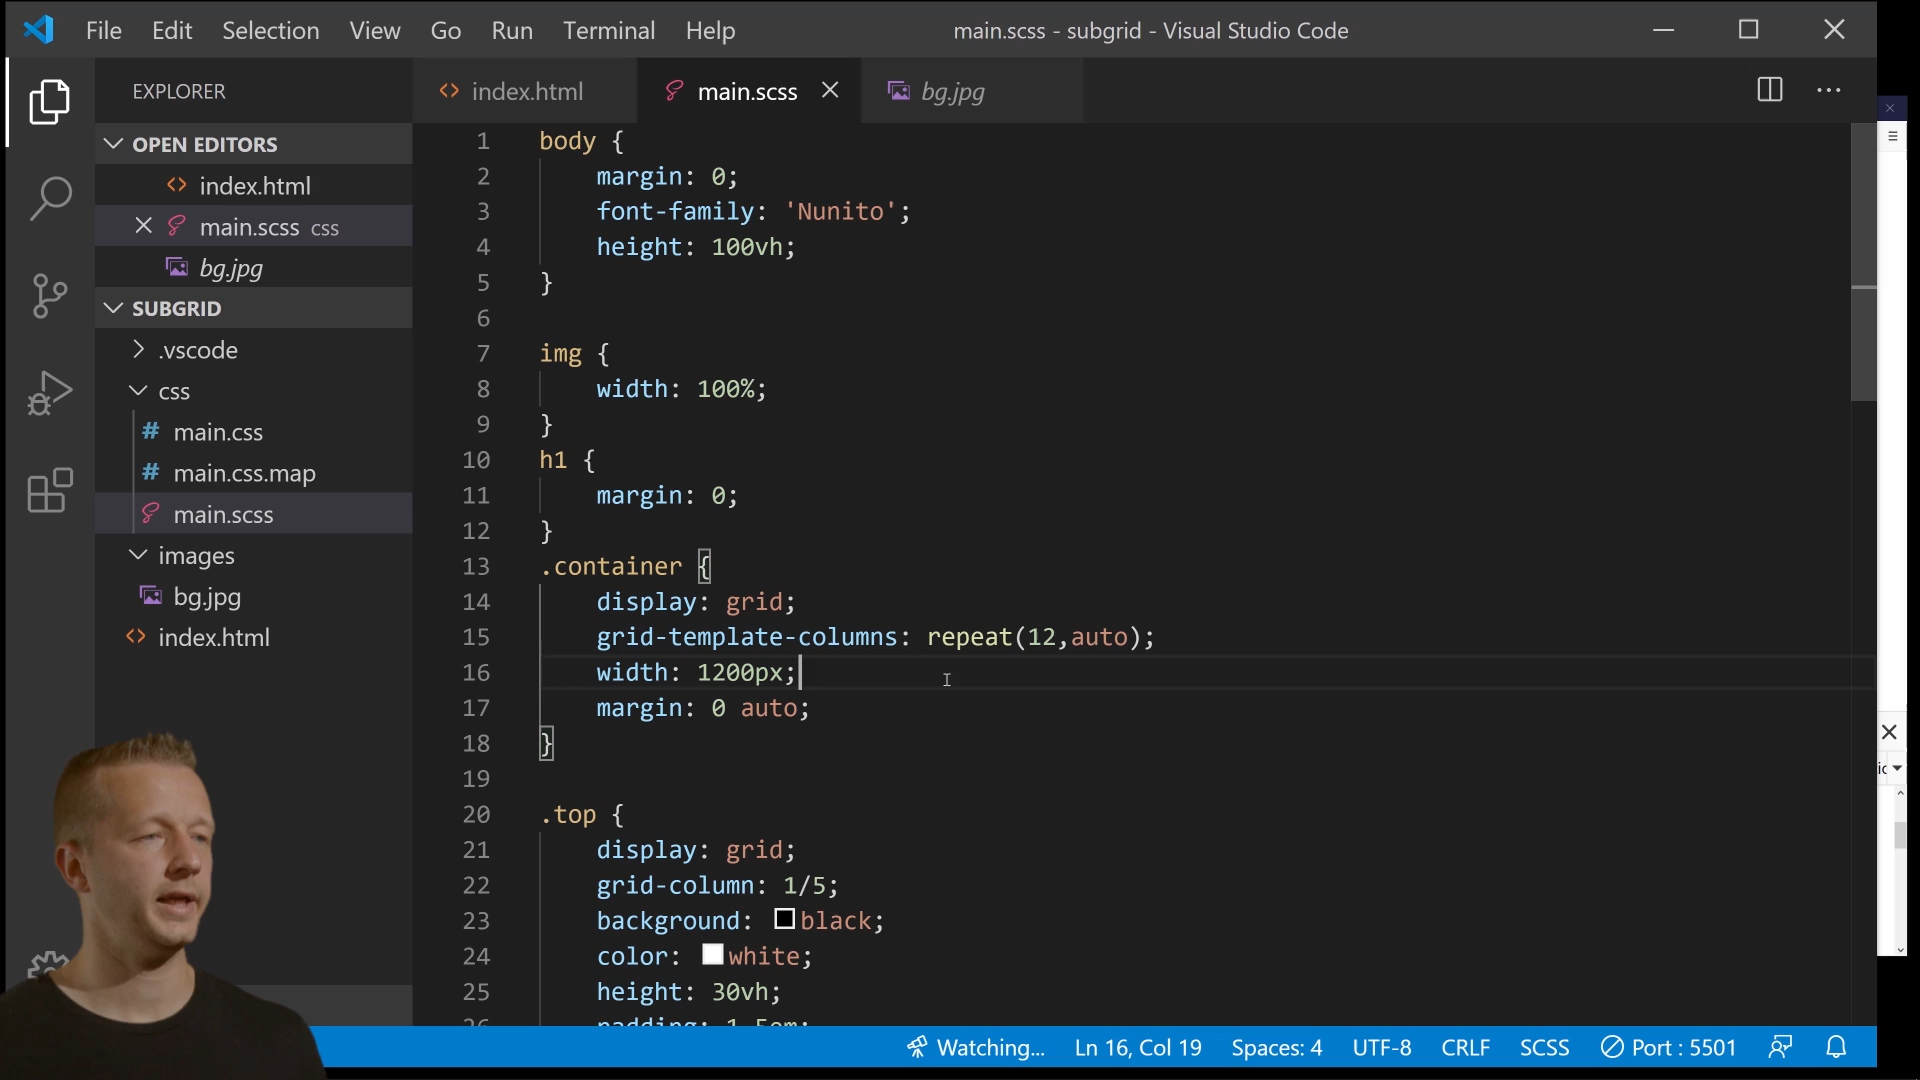 File Edit Selection View Go Run Terminal Help main.scss - subgrid - Visual Studio Code
EXPLORER
index.html main.scss bg.jpg
OPEN EDITORS
index.html
main.scss css
bg.jpg
SUBGRID
.vscode
css
main.css
main.css.map
main.scss
images
bg.jpg
index.html
1 body {
2 margin: 0;
3 font-family: 'Nunito';
4 height: 100vh;
5 }
6
7 img {
8 width: 100%;
9 }
10 h1 {
11 margin: 0;
12 }
13 .container {
14 display: grid;
15 grid-template-columns: repeat(12,auto);
16 width: 1200px;
17 margin: 0 auto;
18 }
19
20 .top {
21 display: grid;
22 grid-column: 1/5;
23 background: black;
24 color: white;
25 height: 30vh;
26 padding: 1.5em;
Watching... Ln 16, Col 19 Spaces: 4 UTF-8 CRLF SCSS Port : 5501